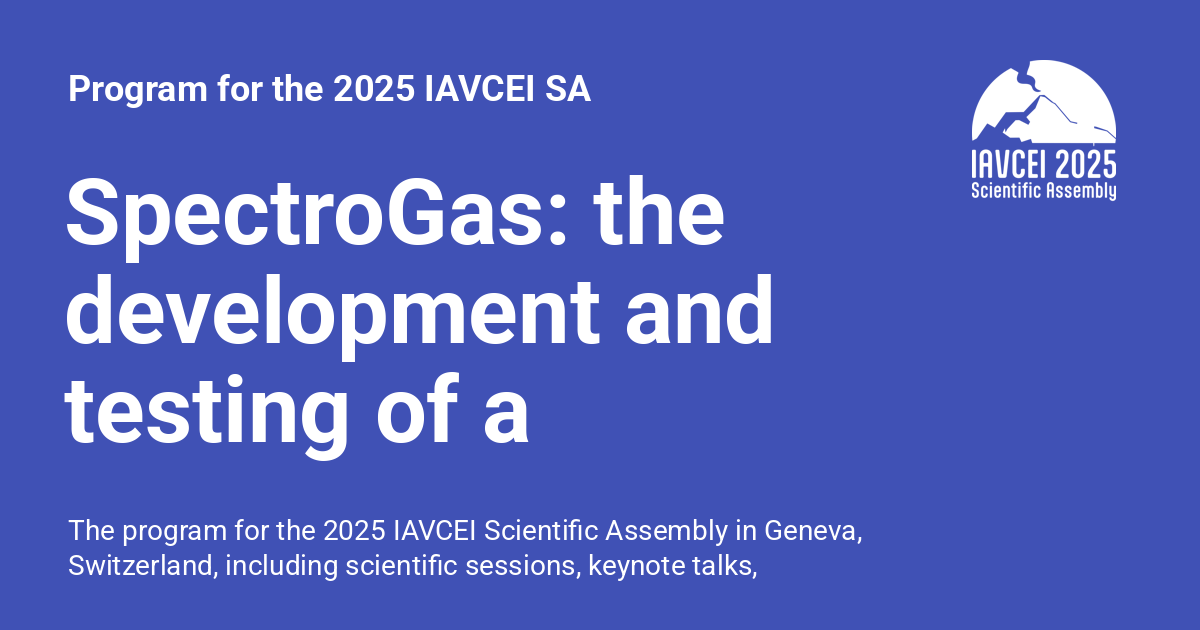 Program for the 2025 IAVCEI SA
IAVCEI 2025
Scientific Assembly
SpectroGas: the
development and
testing of a
The program for the 2025 IAVCEI Scientific Assembly in Geneva,
Switzerland, including scientific sessions, keynote talks,